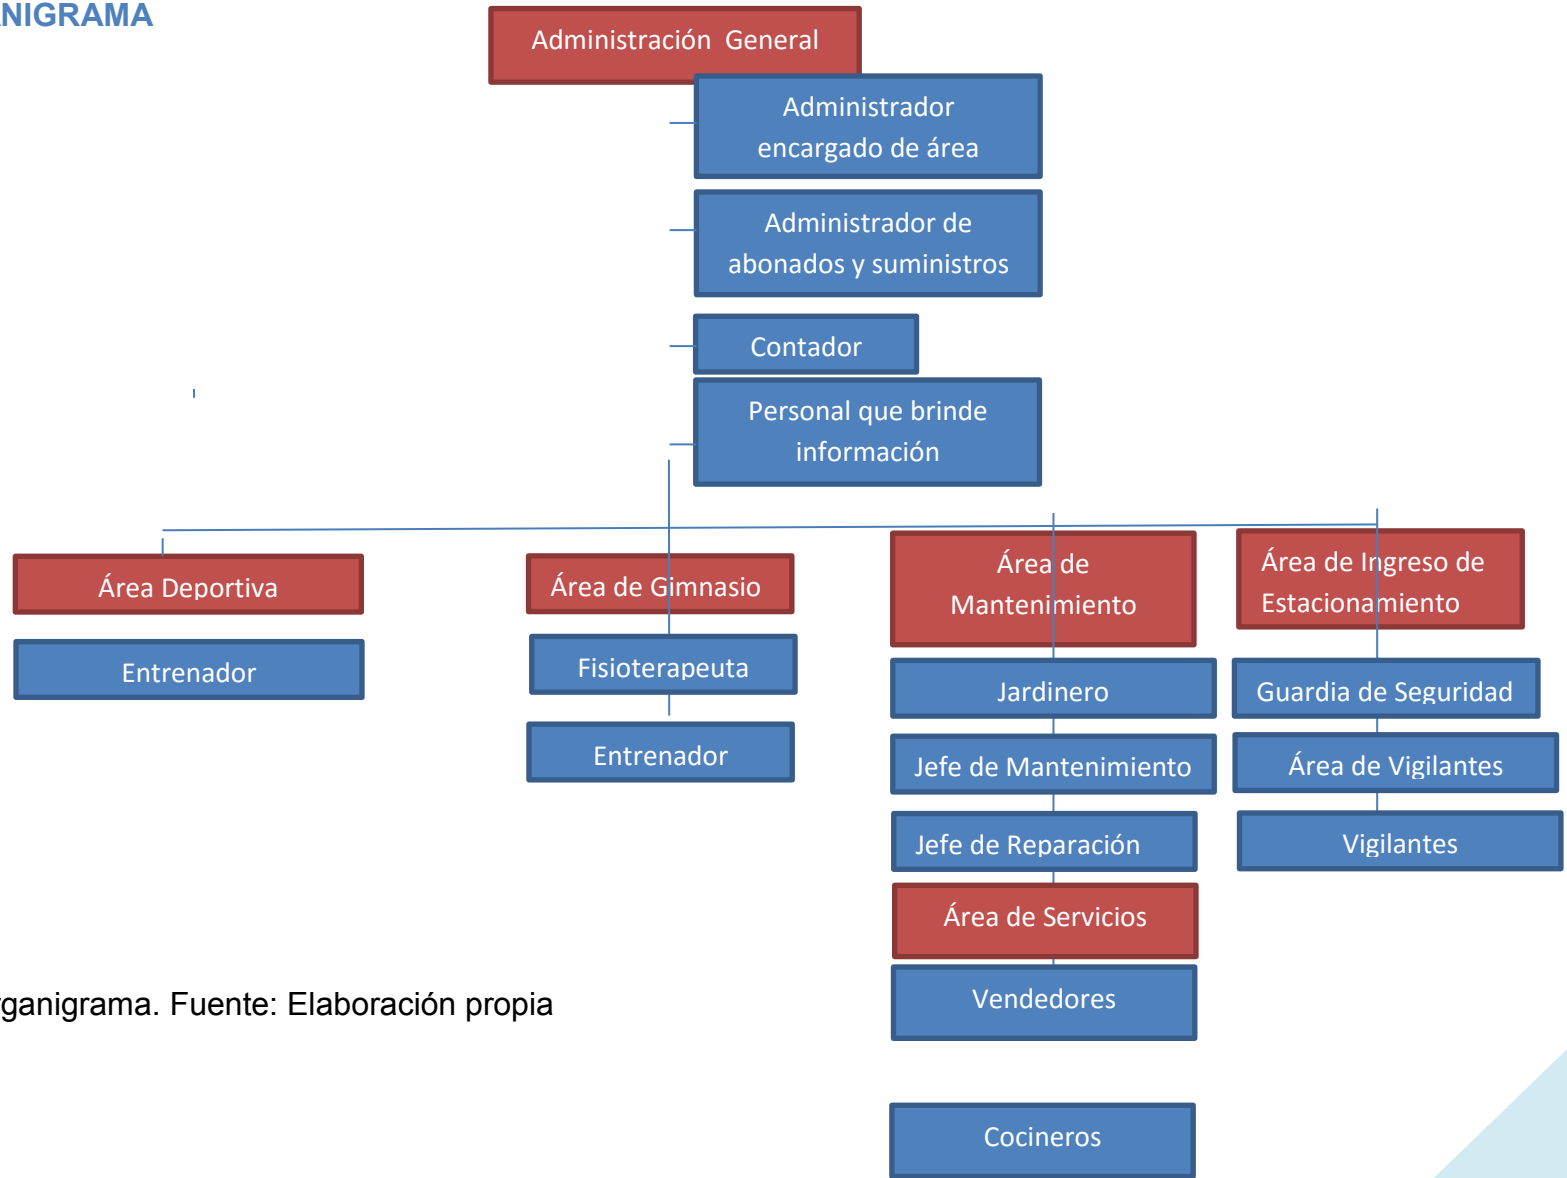 NIGRAMA
Administración General
Administrador
encargado de área
Administrador de
abonados y suministros
Contador
Personal que brinde
información
Área Deportiva
Entrenador
Área de Gimnasio
Fisioterapeuta
Entrenador
Área de
Mantenimiento
Jardinero
Jefe de Mantenimiento
Jefe de Reparación
Área de Servicios
Vendedores
Cocineros
Área de Ingreso de
Estacionamiento
Guardia de Seguridad
Área de Vigilantes
Vigilantes
rganigrama. Fuente: Elaboración propia